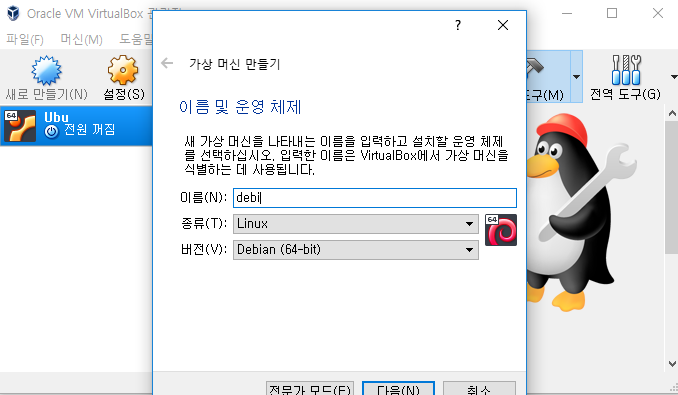 Oracle VM VirtualBox
파일(F) 머신(M) 도움말
새로 만들기(N) 설정(S)
도구(M) 전역 도구(G)
64 Ubu
전원 꺼짐
?
가상 머신 만들기
이름 및 운영 체제
새 가상 머신을 나타내는 이름을 입력하고 설치할 운영 체제
를 선택하십시오. 입력한 이름은 VirtualBox에서 가상 머신을
식별하는 데 사용됩니다.
이름(N): debi
종류(T): Linux
64
버전(V): Debian (64-bit)
전문가 모드(E) 다음(N) 취소